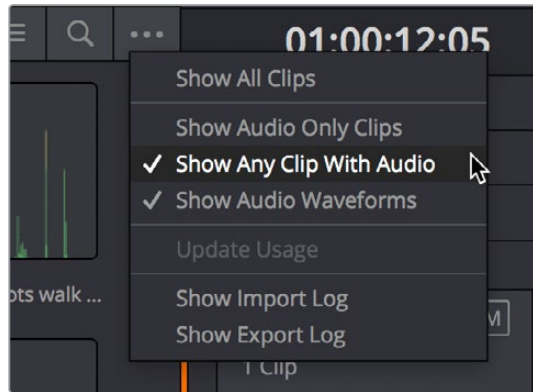 01:00:12:05
Show All Clips
Show Audio Only Clips
Show Any Clip With Audio
Show Audio Waveforms
Update Usage
Show Import Log
Show Export Log
ots walk ...
M
1 Clip